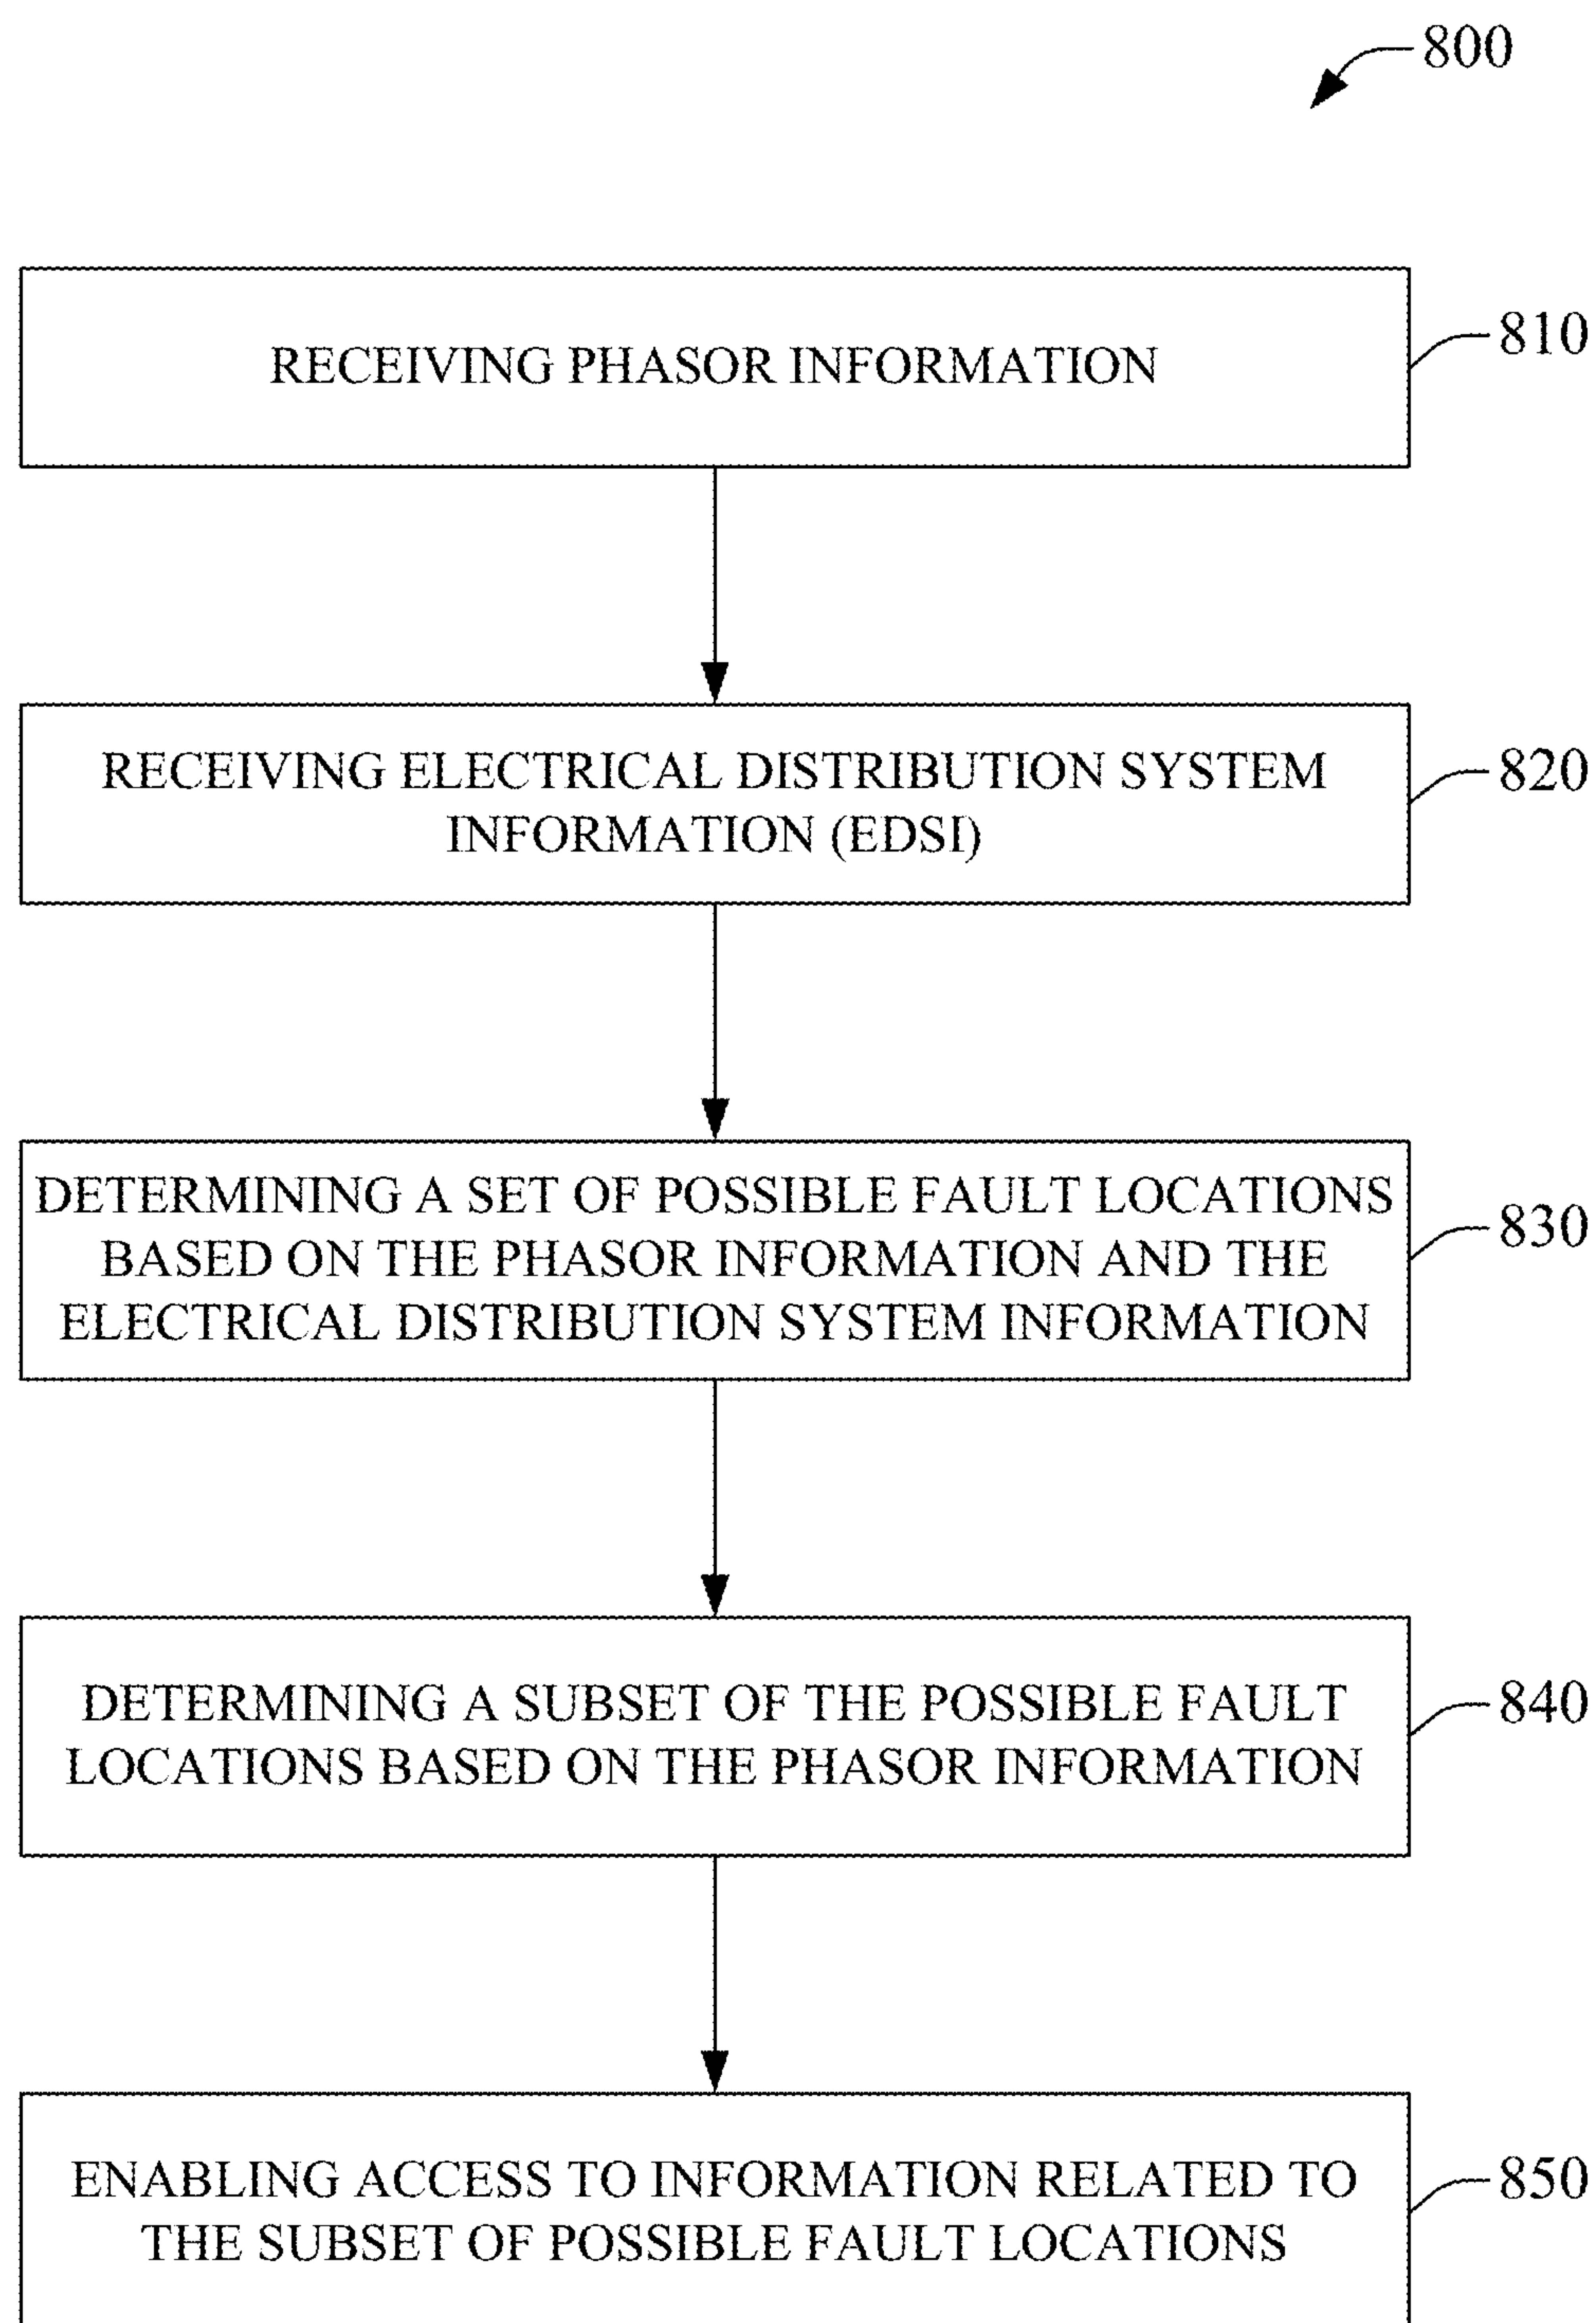 800
RECEIVING PHASOR INFORMATION
810
RECEIVING ELECTRICAL DISTRIBUTION SYSTEM
INFORMATION (EDSI)
820
DETERMINING A SET OF POSSIBLE FAULT LOCATIONS
BASED ON THE PHASOR INFORMATION AND THE
ELECTRICAL DISTRIBUTION SYSTEM INFORMATION
830
DETERMINING A SUBSET OF THE POSSIBLE FAULT
LOCATIONS BASED ON THE PHASOR INFORMATION
840
ENABLING ACCESS TO INFORMATION RELATED TO
THE SUBSET OF POSSIBLE FAULT LOCATIONS
850